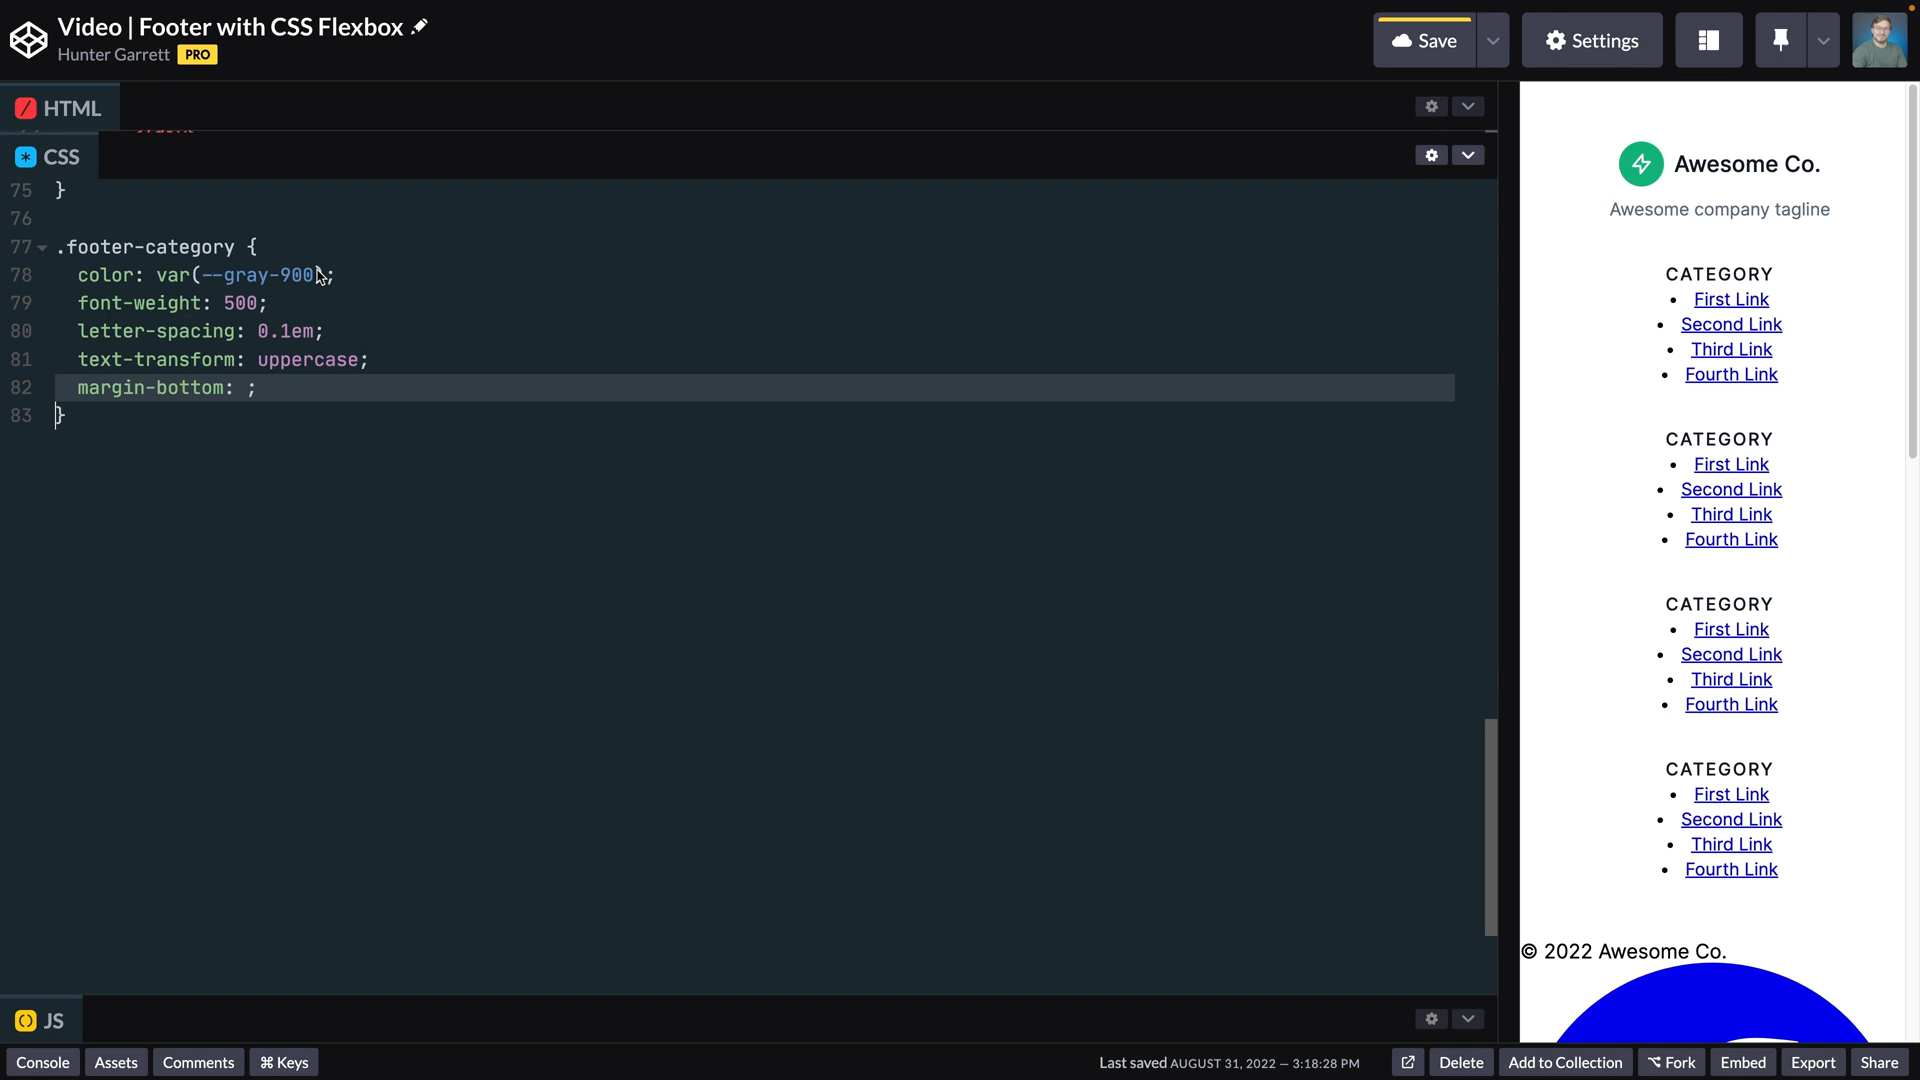 Video | Footer with CSS Flexbox
Hunter Garrett PRO
Save
Settings
HTML
CSS
75 }
76
77 .footer-category {
78 color: var(--gray-900);
79 font-weight: 500;
80 letter-spacing: 0.1em;
81 text-transform: uppercase;
82 margin-bottom: ;
83 }
Awesome Co.
Awesome company tagline
CATEGORY
• First Link
• Second Link
• Third Link
• Fourth Link
CATEGORY
• First Link
• Second Link
• Third Link
• Fourth Link
CATEGORY
• First Link
• Second Link
• Third Link
• Fourth Link
CATEGORY
• First Link
• Second Link
• Third Link
• Fourth Link
© 2022 Awesome Co.
JS
Console Assets Comments ⌘ Keys Last saved AUGUST 31, 2022 — 3:18:28 PM Delete Add to Collection ⌥ Fork Embed Export Share